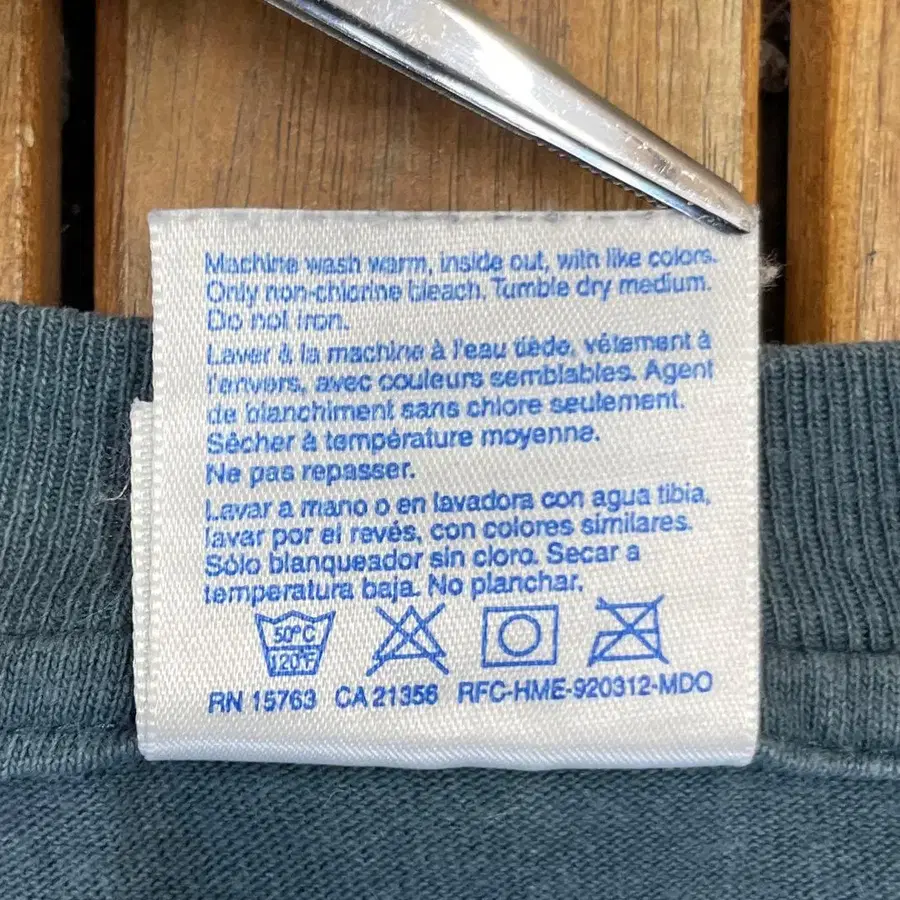 Machine wash warm, inside out, with like colors.
Only non-chlorine bleach. Tumble dry medium.
Do not iron.
Laver à la machine à l'eau tiède, vêtement à
l'envers, avec couleurs semblables. Agent
de blanchiment sans chlore seulement.
Sécher à température moyenne.
Ne pas repasser.
Lavar a mano o en lavadora con agua tibia,
lavar por el revés, con colores similares.
Sólo blanqueador sin cloro. Secar a
temperatura baja. No planchar.
50°C
120°F
RN 15763 CA 21356 RFC-HME-920312-MDO